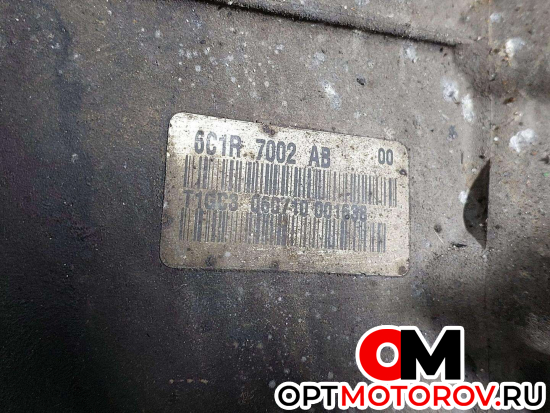 6C1R 7002 AB 00
T1GC3 060710 001638
OM
OPTMOTOROV.RU